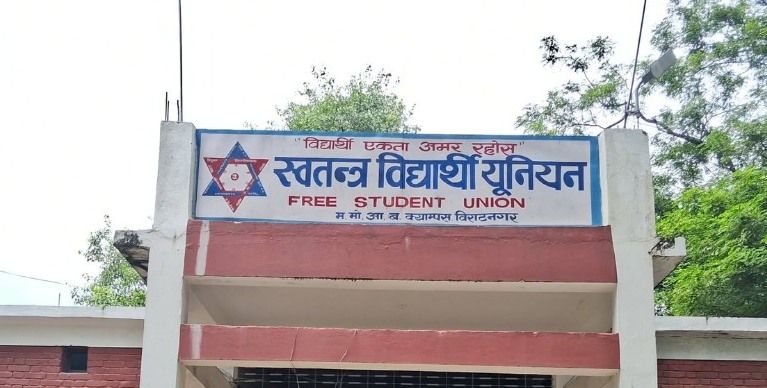 "विद्यार्थी एकता अमर रहोस"
स्वतन्त्र विद्यार्थी यूनियन
FREE STUDENT UNION
म. मो. आ. ब. क्याम्पस विराटनगर